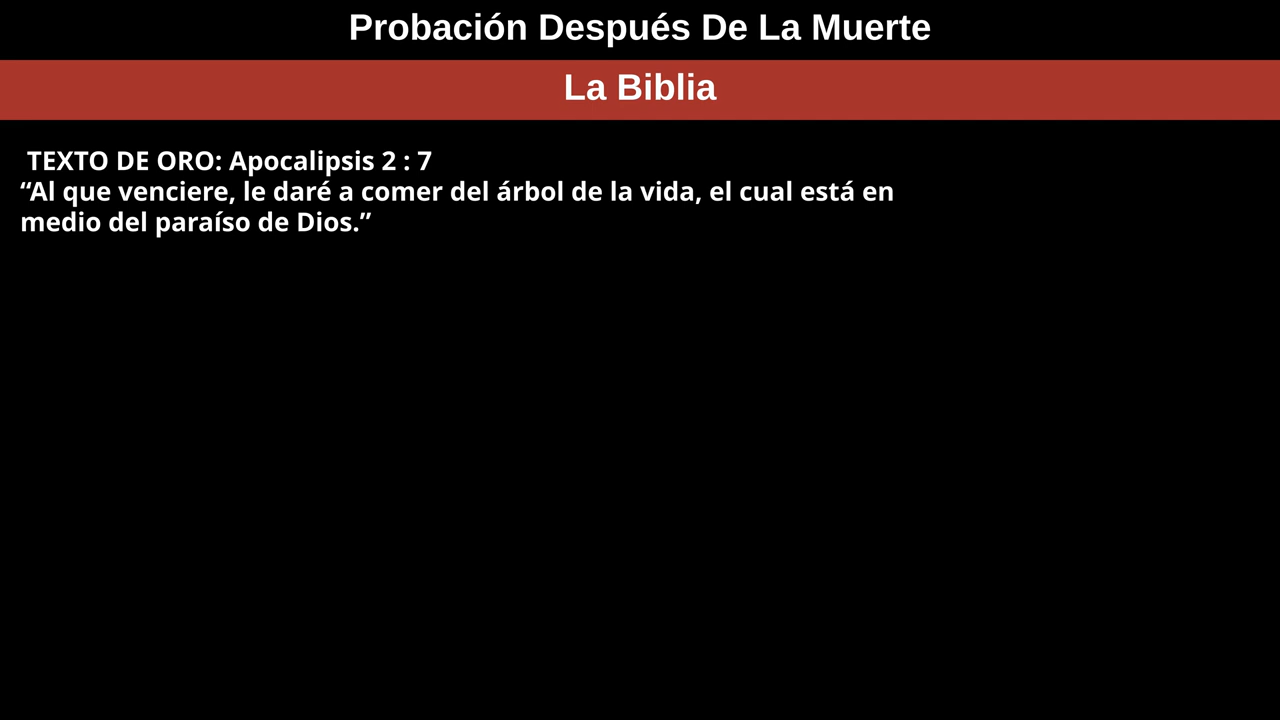 Probación Después De La Muerte
La Biblia
TEXTO DE ORO: Apocalipsis 2 : 7
“Al que venciere, le daré a comer del árbol de la vida, el cual está en
medio del paraíso de Dios.”